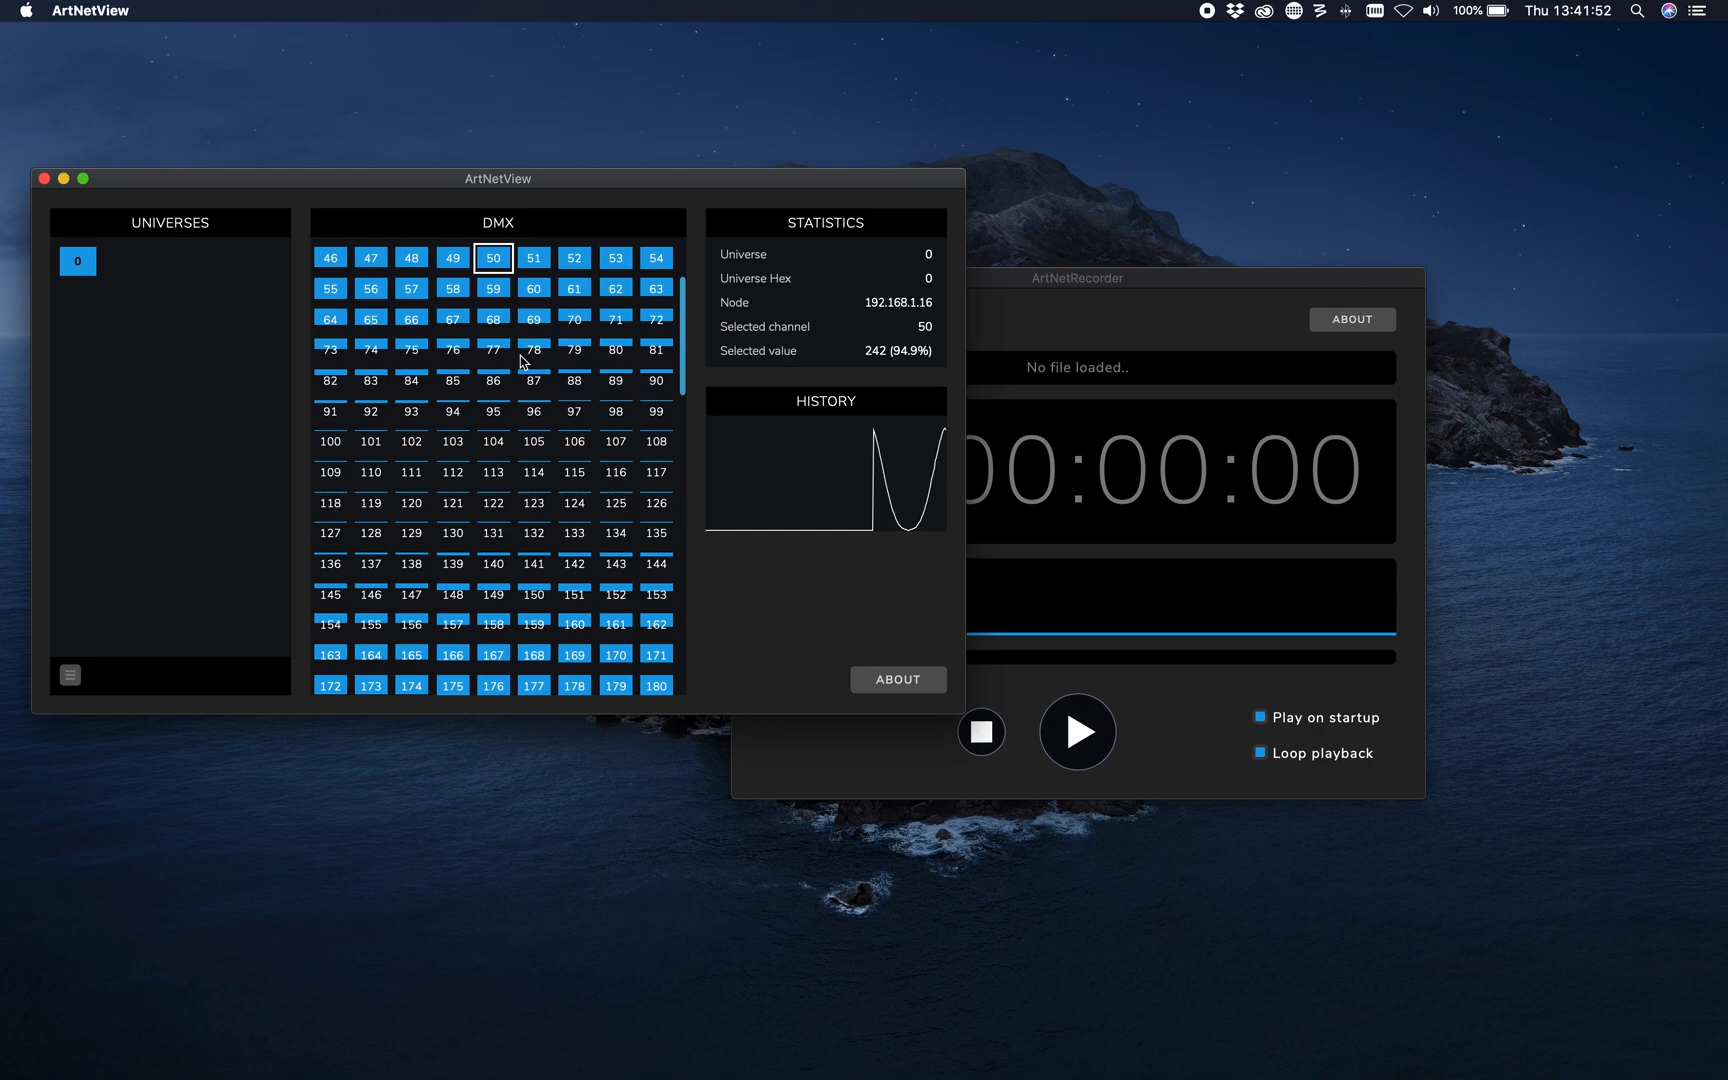 ArtNetView
100%
Thu 13:41:52
ArtNetView
UNIVERSES
0
DMX
46 47 48 49 50 51 52 53 54
55 56 57 58 59 60 61 62 63
64 65 66 67 68 69 70 71 72
73 74 75 76 77 78 79 80 81
82 83 84 85 86 87 88 89 90
91 92 93 94 95 96 97 98 99
100 101 102 103 104 105 106 107 108
109 110 111 112 113 114 115 116 117
118 119 120 121 122 123 124 125 126
127 128 129 130 131 132 133 134 135
136 137 138 139 140 141 142 143 144
145 146 147 148 149 150 151 152 153
154 155 156 157 158 159 160 161 162
163 164 165 166 167 168 169 170 171
172 173 174 175 176 177 178 179 180
STATISTICS
Universe 0
Universe Hex 0
Node 192.168.1.16
Selected channel 50
Selected value 242 (94.9%)
HISTORY
ABOUT
ArtNetRecorder
ABOUT
No file loaded..
00:00:00
Play on startup
Loop playback